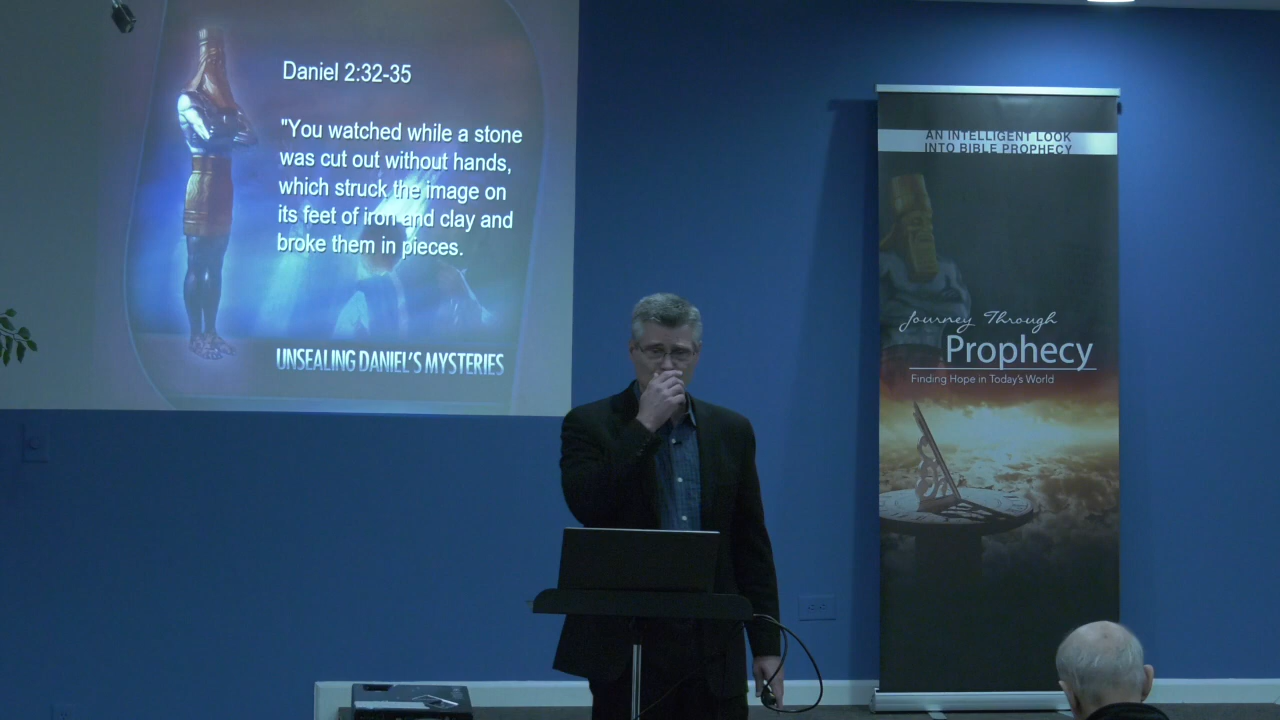 Daniel 2:32-35
"You watched while a stone
was cut out without hands,
which struck the image on
its feet of iron and clay and
broke them in pieces.
UNSEALING DANIEL'S MYSTERIES
AN INTELLIGENT LOOK
INTO BIBLE PROPHECY
Journey Through
Prophecy
Finding Hope in Today's World